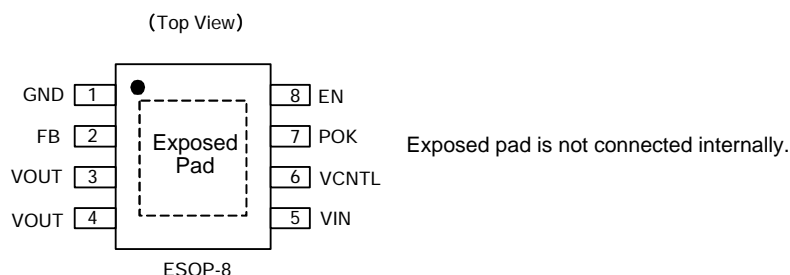 (Top View)
GND 1
8 EN
FB 2
Exposed
Pad
7 POK
Exposed pad is not connected internally.
VOUT 3
6 VCNTL
VOUT 4
5 VIN
ESOP-8